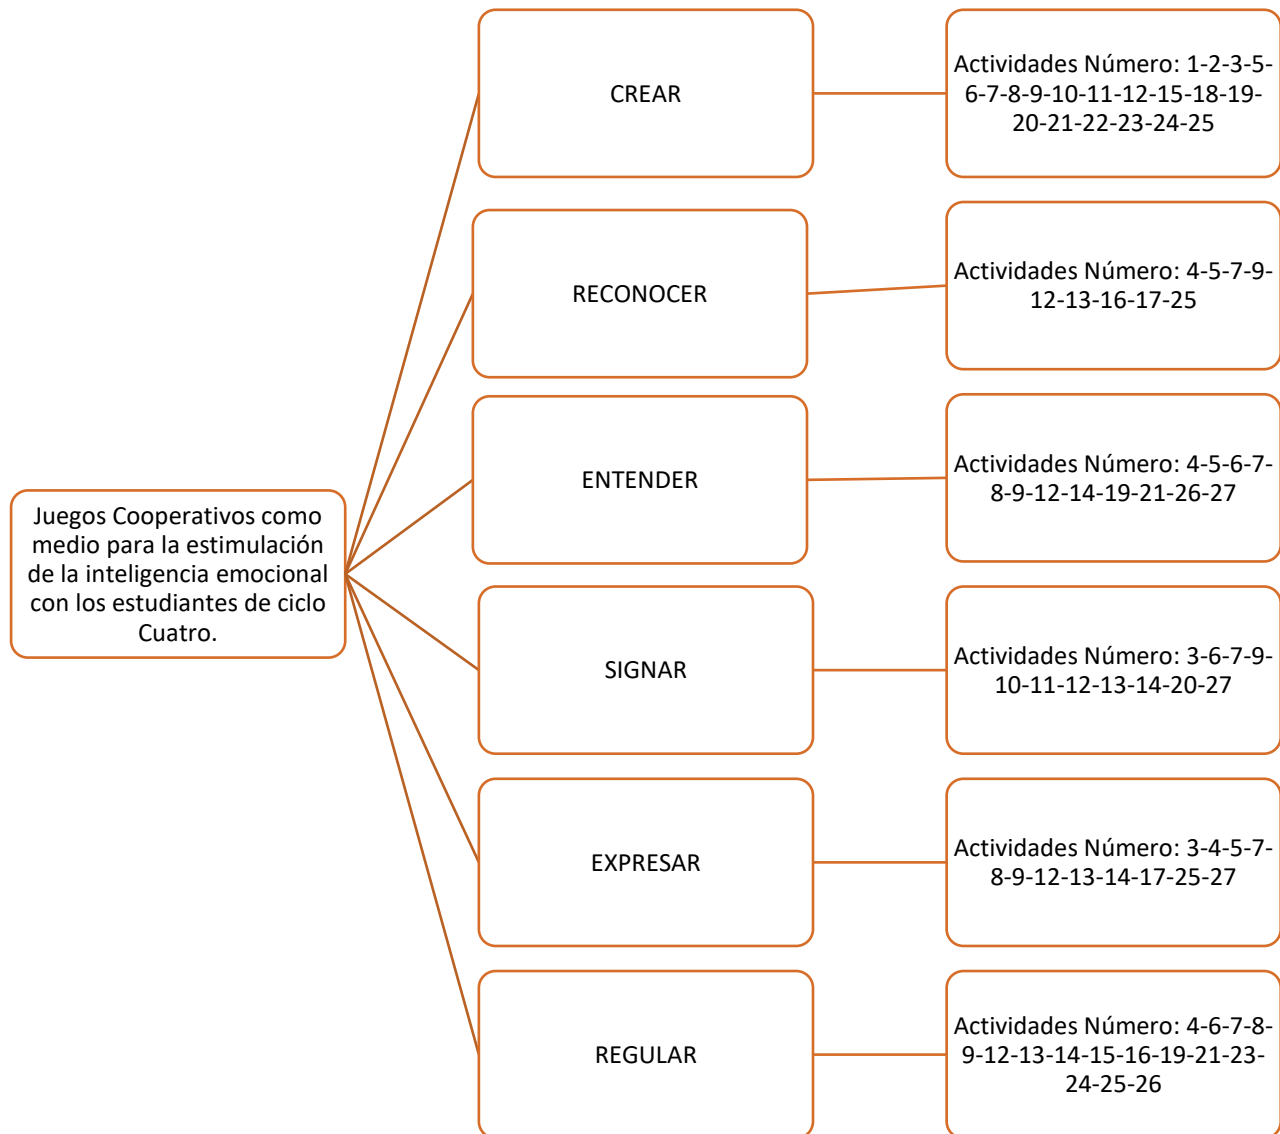 CREAR
Actividades Número: 1-2-3-5-
6-7-8-9-10-11-12-15-18-19-
20-21-22-23-24-25
RECONOCER
Actividades Número: 4-5-7-9-
12-13-16-17-25
ENTENDER
Actividades Número: 4-5-6-7-
8-9-12-14-19-21-26-27
Juegos Cooperativos como
medio para la estimulación
de la inteligencia emocional
con los estudiantes de ciclo
Cuatro.
SIGNAR
Actividades Número: 3-6-7-9-
10-11-12-13-14-20-27
EXPRESAR
Actividades Número: 3-4-5-7-
8-9-12-13-14-17-25-27
REGULAR
Actividades Número: 4-6-7-8-
9-12-13-14-15-16-19-21-23-
24-25-26